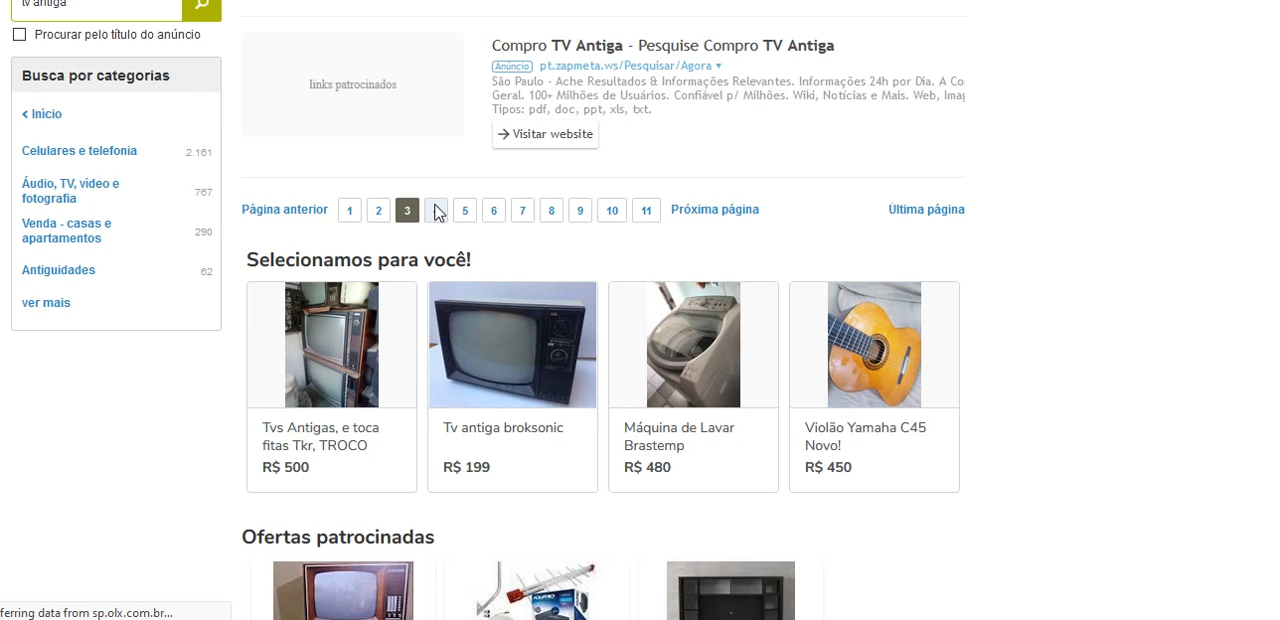 tv antiga
Procurar pelo título do anúncio
Busca por categorias
Início
Celulares e telefonia 2.161
Áudio, TV, vídeo e
fotografia 767
Venda - casas e
apartamentos 290
Antiguidades 62
ver mais
links patrocinados
Compro TV Antiga - Pesquise Compro TV Antiga
Anúncio pt.zapmeta.ws/Pesquisar/Agora
São Paulo - Ache Resultados & Informações Relevantes. Informações 24h por Dia. A Co
Geral. 100+ Milhões de Usuários. Confiável p/ Milhões. Wiki, Notícias e Mais. Web, Imag
Tipos: pdf, doc, ppt, xls, txt.
Visitar website
Página anterior 1 2 3 5 6 7 8 9 10 11 Próxima página Última página
Selecionamos para você!
Tvs Antigas, e toca
fitas Tkr, TROCO
R$ 500
Tv antiga broksonic
R$ 199
Máquina de Lavar
Brastemp
R$ 480
Violão Yamaha C45
Novo!
R$ 450
Ofertas patrocinadas
ferring data from sp.olx.com.br...